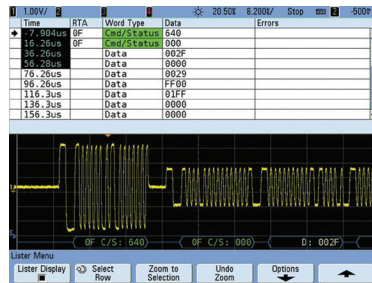 1 1.00V/ 2 3 4 20.50% 8.200%/ Stop 2 -500
Time RTA Word Type Data Errors
-7.904us 0F Cmd/Status 640
16.26us 0F Cmd/Status 000
36.26us Data 002F
56.28us Data 0000
76.26us Data 0029
96.26us Data FF00
116.3us Data 01FF
136.3us Data 0000
156.3us Data 0000
0F C/S: 640 0F C/S: 000 D: 002F
Lister Menu
Lister Display Select Row Zoom to Selection Undo Zoom Options